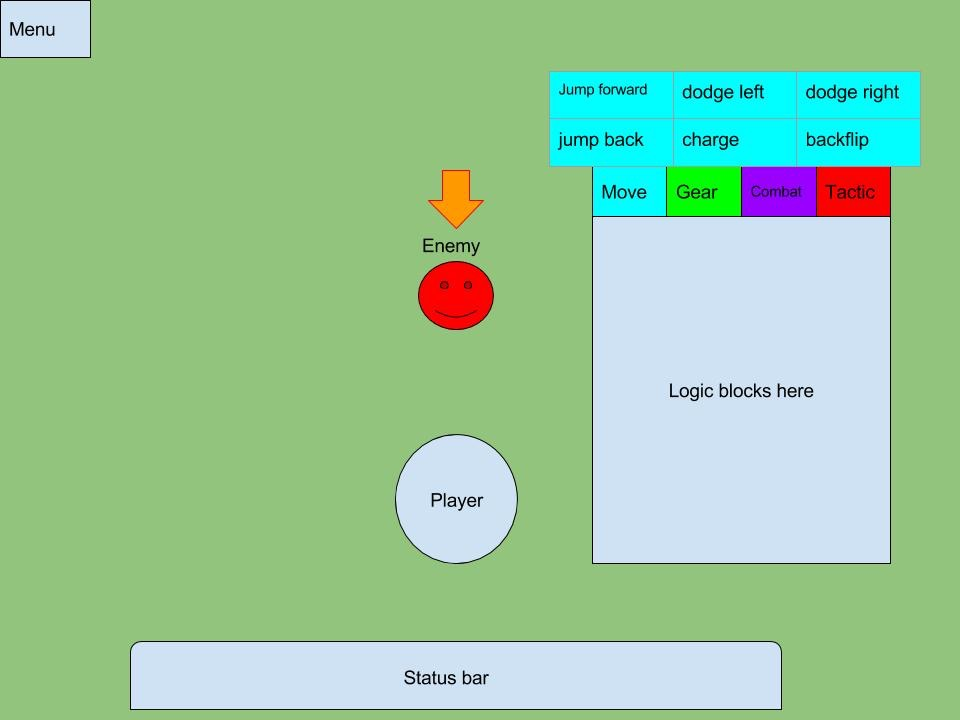 Menu
Jump forward
dodge left
dodge right
jump back
charge
backflip
Move
Gear
Combat
Tactic
Enemy
Logic blocks here
Player
Status bar